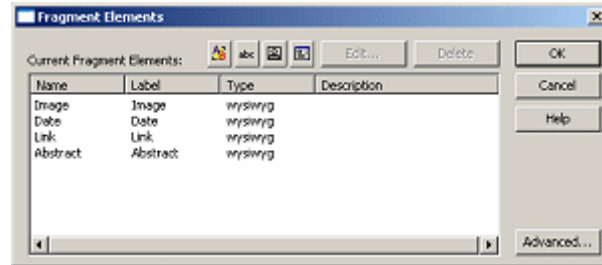 Fragment Elements
Current Fragment Elements: abc Edit... Delete OK
Name Label Type Description Cancel
Image Image wysiwyg
Date Date wysiwyg Help
Link Link wysiwyg
Abstract Abstract wysiwyg
Advanced...